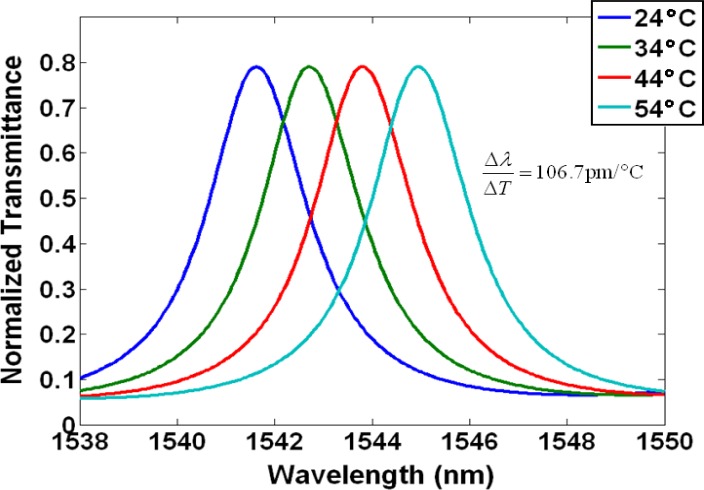 24°C
34°C
44°C
54°C
Δλ/ΔT = 106.7pm/°C
Normalized Transmittance
0.8
0.7
0.6
0.5
0.4
0.3
0.2
0.1
0
1538 1540 1542 1544 1546 1548 1550
Wavelength (nm)